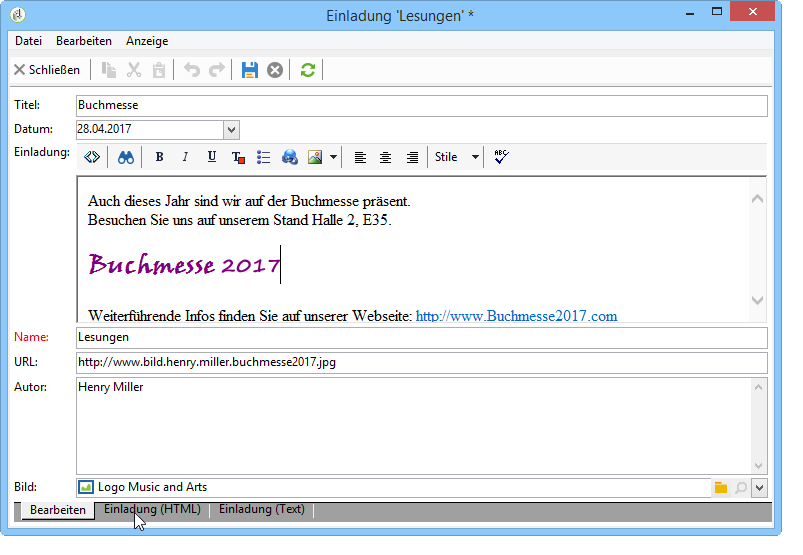 Einladung 'Lesungen' *
Datei Bearbeiten Anzeige
Schließen
Titel: Buchmesse
Datum: 28.04.2017
Einladung: B I U T Stile ABC
Auch dieses Jahr sind wir auf der Buchmesse präsent.
Besuchen Sie uns auf unserem Stand Halle 2, E35.
Buchmesse 2017
Weiterführende Infos finden Sie auf unserer Webseite: http://www.Buchmesse2017.com
Name: Lesungen
URL: http://www.bild.henry.miller.buchmesse2017.jpg
Autor: Henry Miller
Bild: Logo Music and Arts
Bearbeiten Einladung (HTML) Einladung (Text)